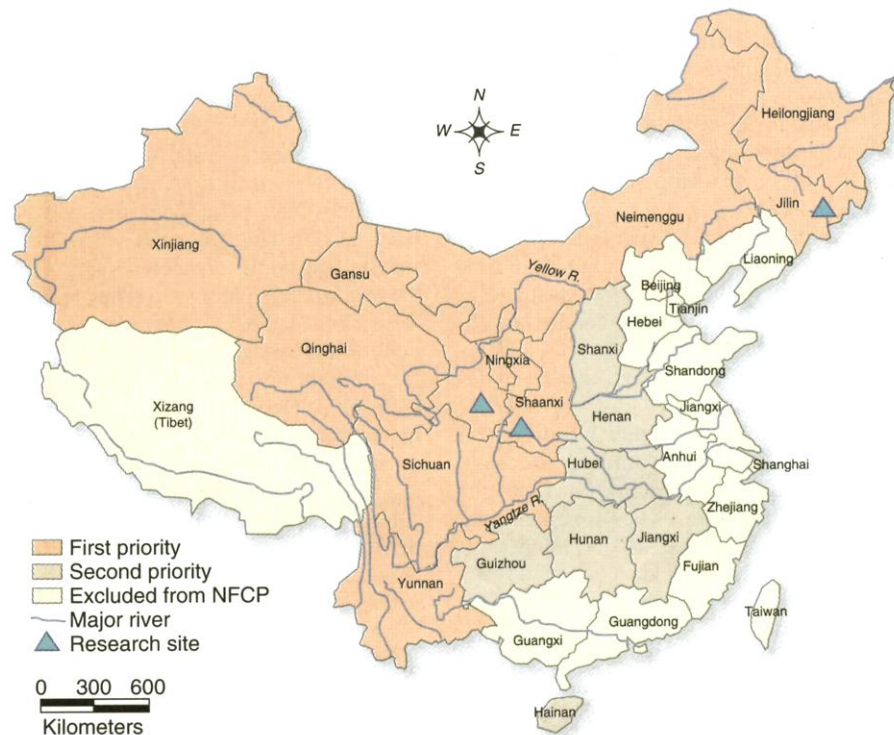 N
W E
S
Heilongjiang
Jilin
Neimenggu
Liaoning
Xinjiang
Gansu
Yellow R.
Beijing
Tranjin
Hebei
Qinghai
Ningxia
Shanxi
Shandong
Shaanxi
Henan
Jiangxi
Xizang
(Tibet)
Sichuan
Hubei
Anhui
Shanghai
Yangtze R.
Zhejiang
Guizhou
Hunan
Jiangxi
Fujian
Yunnan
Guangxi
Guangdong
Taiwan
Hainan
First priority
Second priority
Excluded from NFCP
Major river
Research site
0 300 600
Kilometers